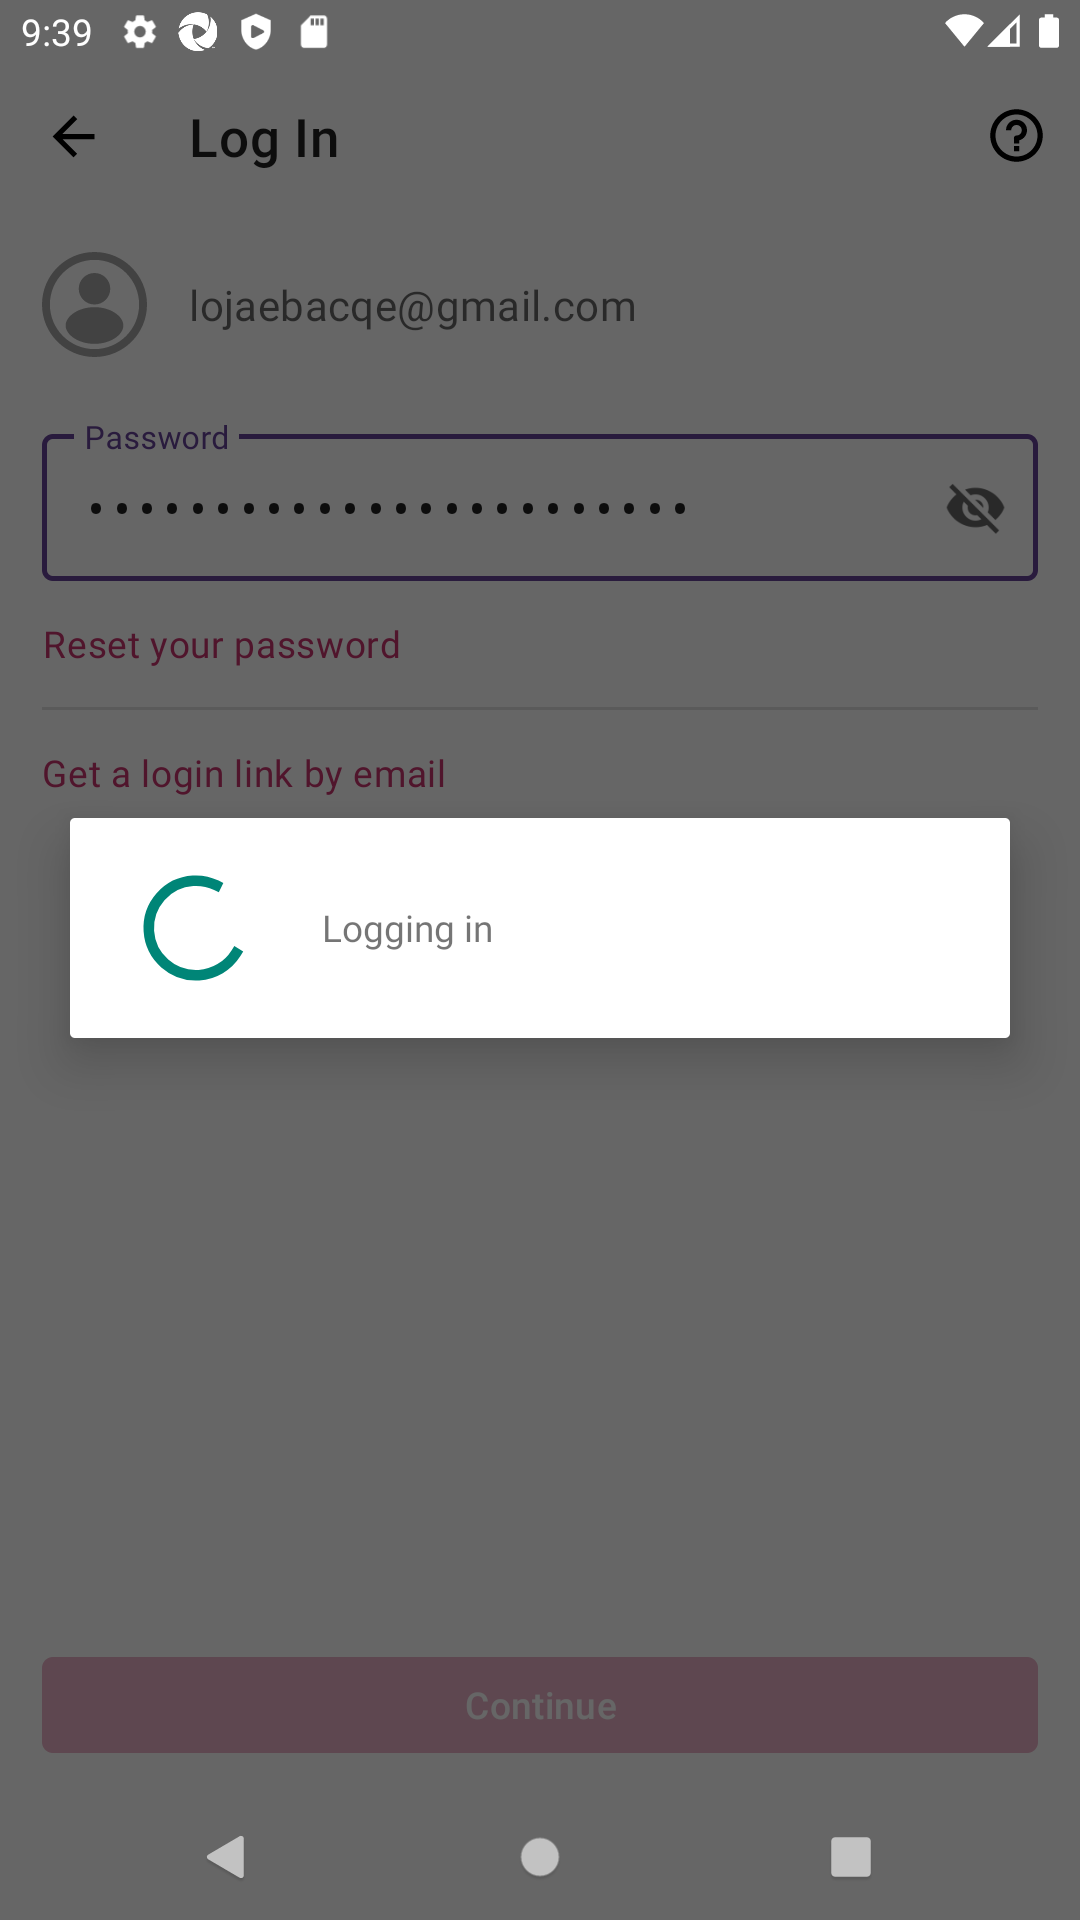 9:39
Log In
lojaebacqe@gmail.com
Password
••••••••••••••••••••••••
Reset your password
Get a login link by email
Logging in
Continue